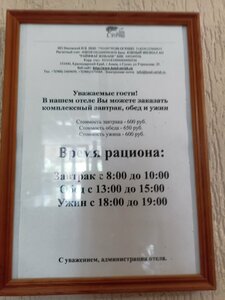 Уважаемые гости!
В нашем отеле Вы можете заказать
комплексный завтрак, обед и ужин
Стоимость завтрака - 600 руб.
Стоимость обеда - 650 руб.
Стоимость ужина - 600 руб.
Время рациона:
Завтрак с 8:00 до 10:00
Обед с 13:00 до 15:00
Ужин с 18:00 до 19:00
С уважением, администрация отеля.